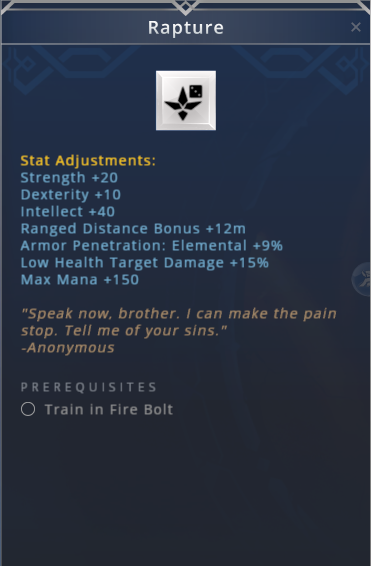 Rapture
Stat Adjustments:
Strength +20
Dexterity +10
Intellect +40
Ranged Distance Bonus +12m
Armor Penetration: Elemental +9%
Low Health Target Damage +15%
Max Mana +150
"Speak now, brother. I can make the pain
stop. Tell me of your sins."
-Anonymous
PREREQUISITES
Train in Fire Bolt